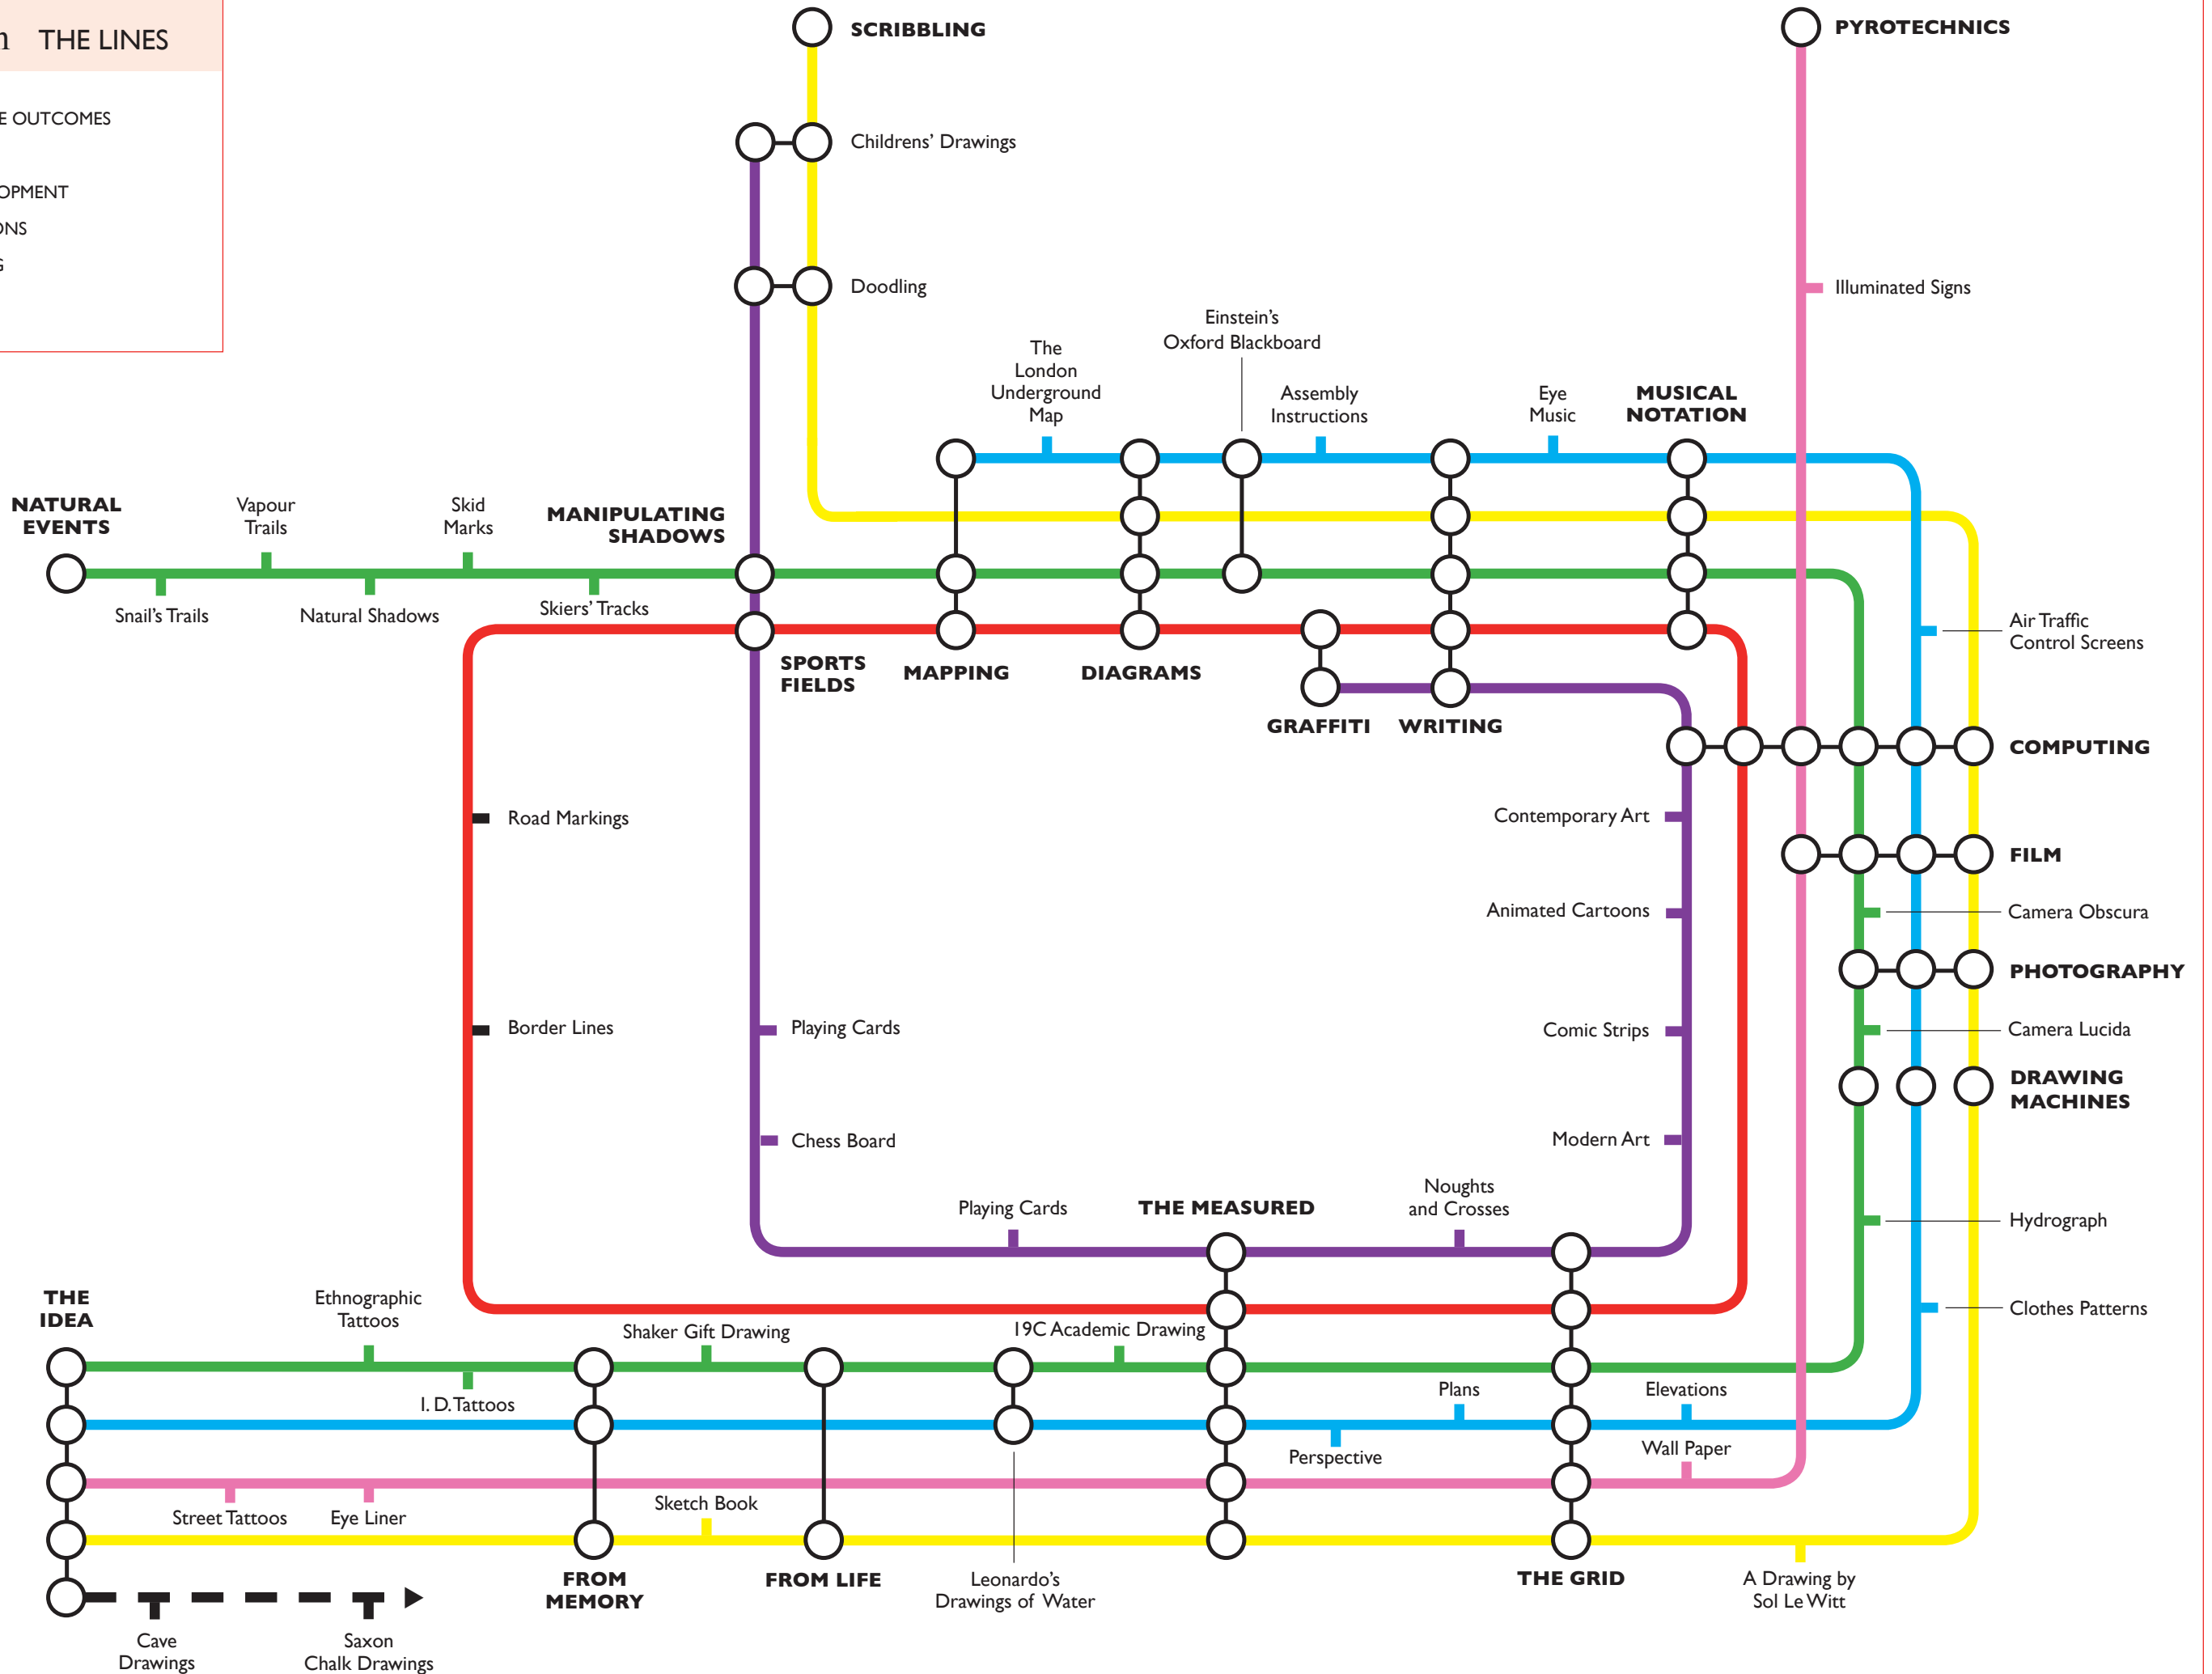 THE LINES
OUTCOMES
SCRIBBLING
PYROTECHNICS
Childrens’ Drawings
Doodling
Illuminated Signs
Einstein’s
Oxford Blackboard
The
London
Underground
Map
Assembly
Instructions
Eye
Music
MUSICAL
NOTATION
NATURAL
EVENTS
Vapour
Trails
Skid
Marks
MANIPULATING
SHADOWS
Snail’s Trails
Natural Shadows
Skiers’ Tracks
SPORTS
FIELDS
MAPPING
DIAGRAMS
GRAFFITI
WRITING
Air Traffic
Control Screens
COMPUTING
Road Markings
Contemporary Art
FILM
Animated Cartoons
Camera Obscura
PHOTOGRAPHY
Border Lines
Playing Cards
Comic Strips
Camera Lucida
DRAWING
MACHINES
Chess Board
Modern Art
Playing Cards
THE MEASURED
Noughts
and Crosses
Hydrograph
THE
IDEA
Ethnographic
Tattoos
Shaker Gift Drawing
19C Academic Drawing
Clothes Patterns
I. D. Tattoos
Plans
Elevations
Perspective
Wall Paper
Street Tattoos
Eye Liner
Sketch Book
FROM
MEMORY
FROM LIFE
Leonardo’s
Drawings of Water
THE GRID
A Drawing by
Sol Le Witt
Cave
Drawings
Saxon
Chalk Drawings